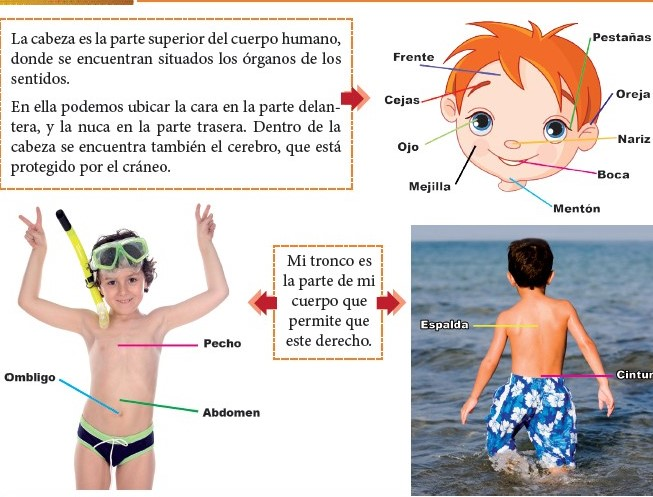 La cabeza es la parte superior del cuerpo humano,
donde se encuentran situados los órganos de los
sentidos.
En ella podemos ubicar la cara en la parte delan-
tera, y la nuca en la parte trasera. Dentro de la
cabeza se encuentra también el cerebro, que está
protegido por el cráneo.
Pestañas
Frente
Cejas
Oreja
Ojo
Nariz
Boca
Mejilla
Mentón
Mi tronco es
la parte de mi
cuerpo que
permite que
este derecho.
Pecho
Ombligo
Abdomen
Espalda
Cintur